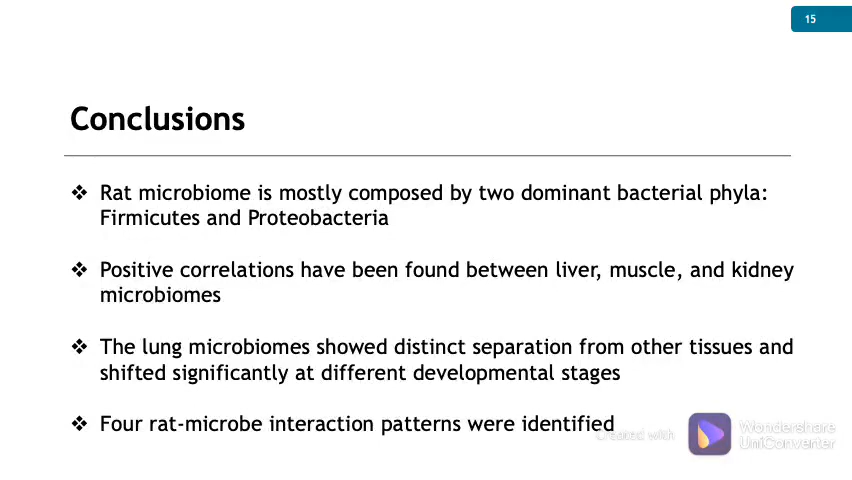 15
Conclusions
❖ Rat microbiome is mostly composed by two dominant bacterial phyla:
Firmicutes and Proteobacteria
❖ Positive correlations have been found between liver, muscle, and kidney
microbiomes
❖ The lung microbiomes showed distinct separation from other tissues and
shifted significantly at different developmental stages
❖ Four rat-microbe interaction patterns were identified
Created with
Wondershare
UniConverter